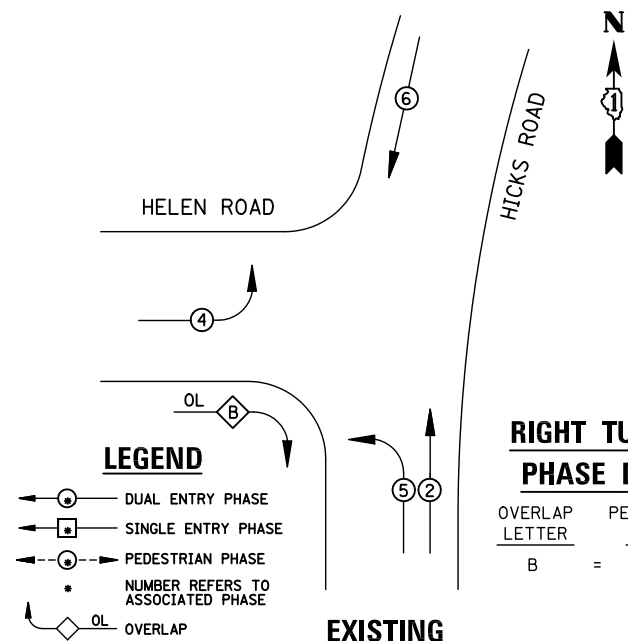 N
6
1
HICKS ROAD
HELEN ROAD
4
OL
B
5 2
LEGEND
* DUAL ENTRY PHASE
* SINGLE ENTRY PHASE
* PEDESTRIAN PHASE
* NUMBER REFERS TO
ASSOCIATED PHASE
OL OVERLAP
RIGHT TU
PHASE
OVERLAP PE
LETTER
B =
EXISTING